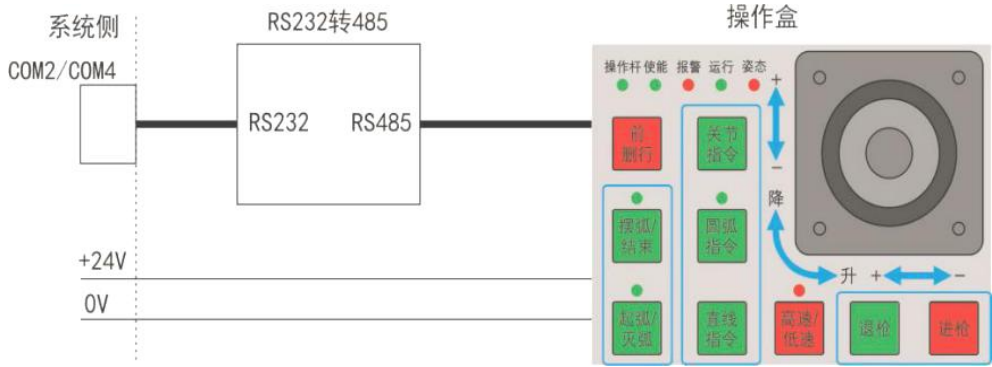 系统侧
COM2/COM4
RS232转485
RS232
RS485
+24V
0V
操作盒
操作杆 使能 报警 运行 姿态
+
-
前
删行
关节
指令
降
摆弧/
结束
圆弧
指令
升
+
-
起弧/
灭弧
直线
指令
高速/
低速
退枪
进枪